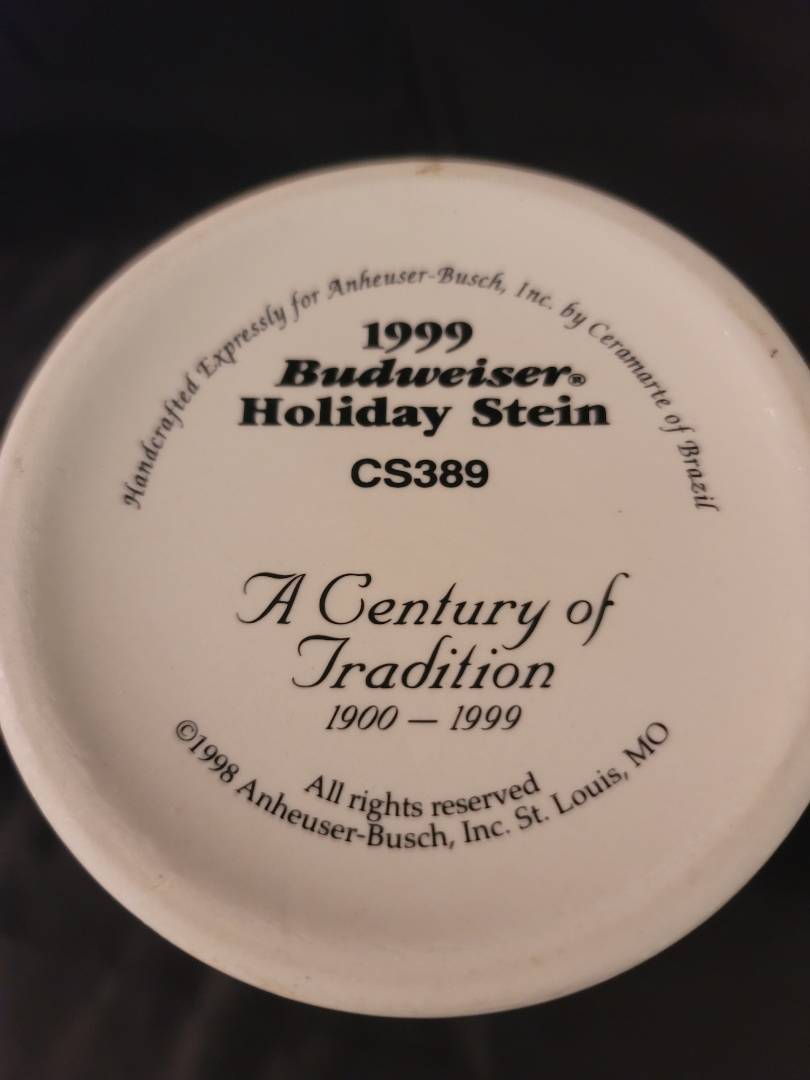 Handcrafted Expressly for Anheuser-Busch, Inc. by Ceramarte of Brazil
1999
Budweiser®
Holiday Stein
CS389
A Century of
Tradition
1900 — 1999
All rights reserved
©1998 Anheuser-Busch, Inc. St. Louis, MO